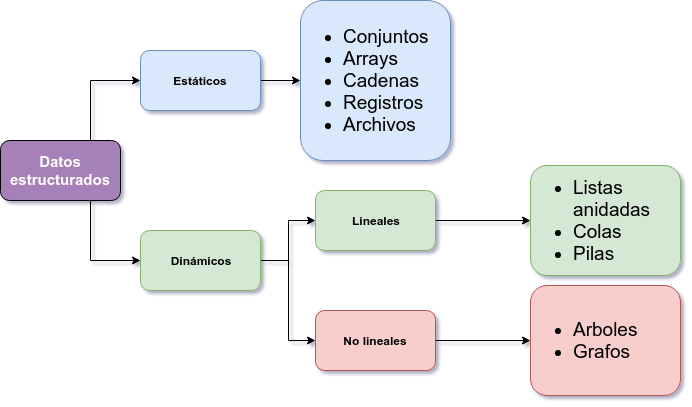 Datos
estructurados
Estáticos
Conjuntos
Arrays
Cadenas
Registros
Archivos
Dinámicos
Lineales
Listas
anidadas
Colas
Pilas
No lineales
Arboles
Grafos